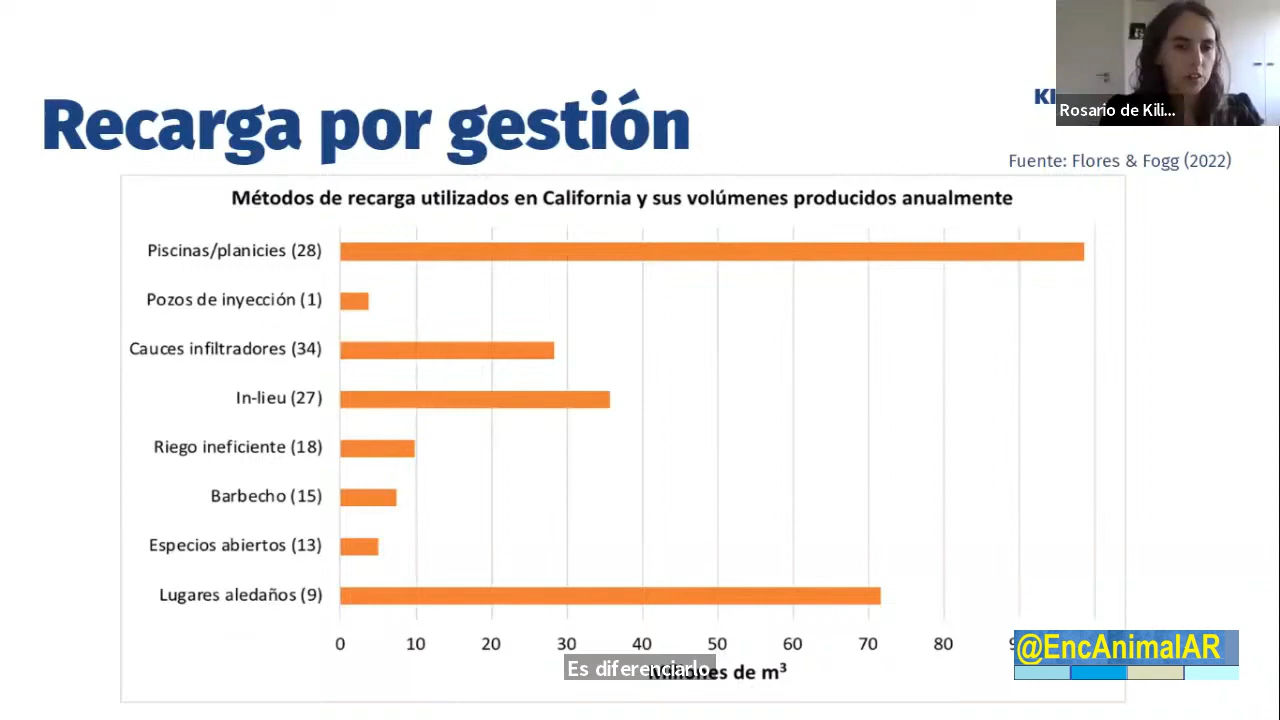 Recarga por gestión
Rosario de Kili...
Fuente: Flores & Fogg (2022)
Métodos de recarga utilizados en California y sus volúmenes producidos anualmente
Piscinas/planicies (28)
Pozos de inyección (1)
Cauces infiltradores (34)
In-lieu (27)
Riego ineficiente (18)
Barbecho (15)
Especios abiertos (13)
Lugares aledaños (9)
0 10 20 30 40 50 60 70 80
@EncAnimalAR
Es diferenciarlo
Millones de m³